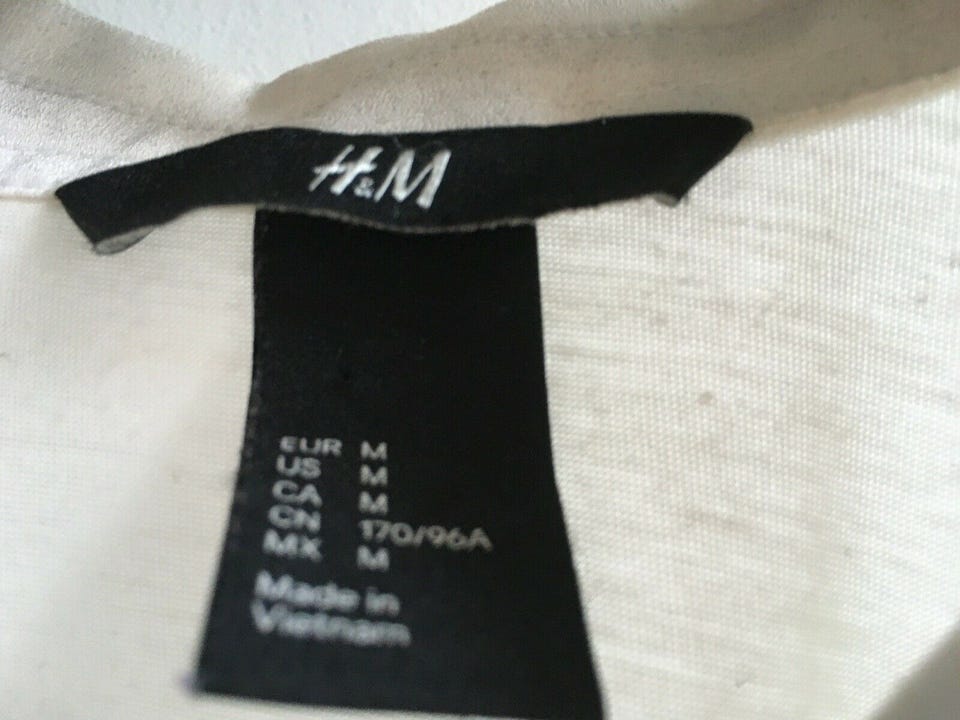 H&M
EUR M
US M
CA M
CN 170/96A
MX M
Made in
Vietnam